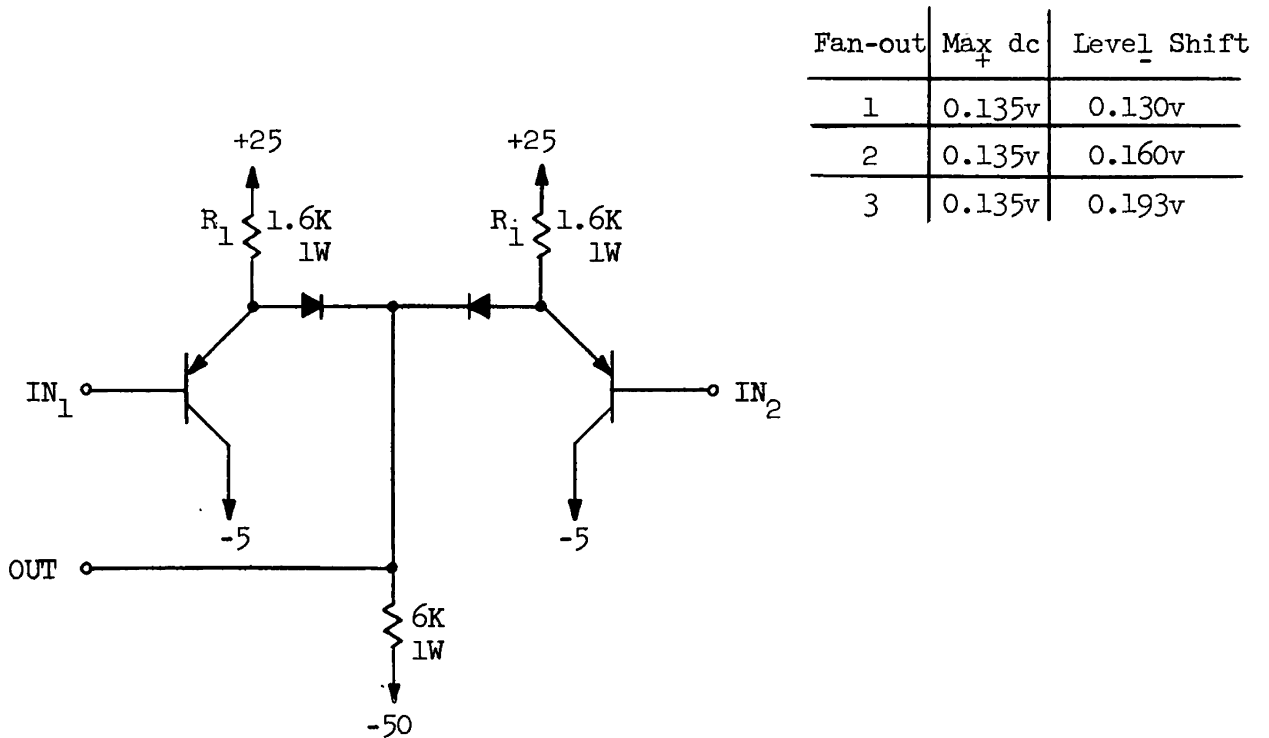 Fan-out Max dc Level Shift
+ -
1 0.135v 0.130v
2 0.135v 0.160v
3 0.135v 0.193v
+25 +25
R1 1.6K 1W
Ri 1.6K 1W
IN1 IN2
-5 -5
OUT
6K
1W
-50